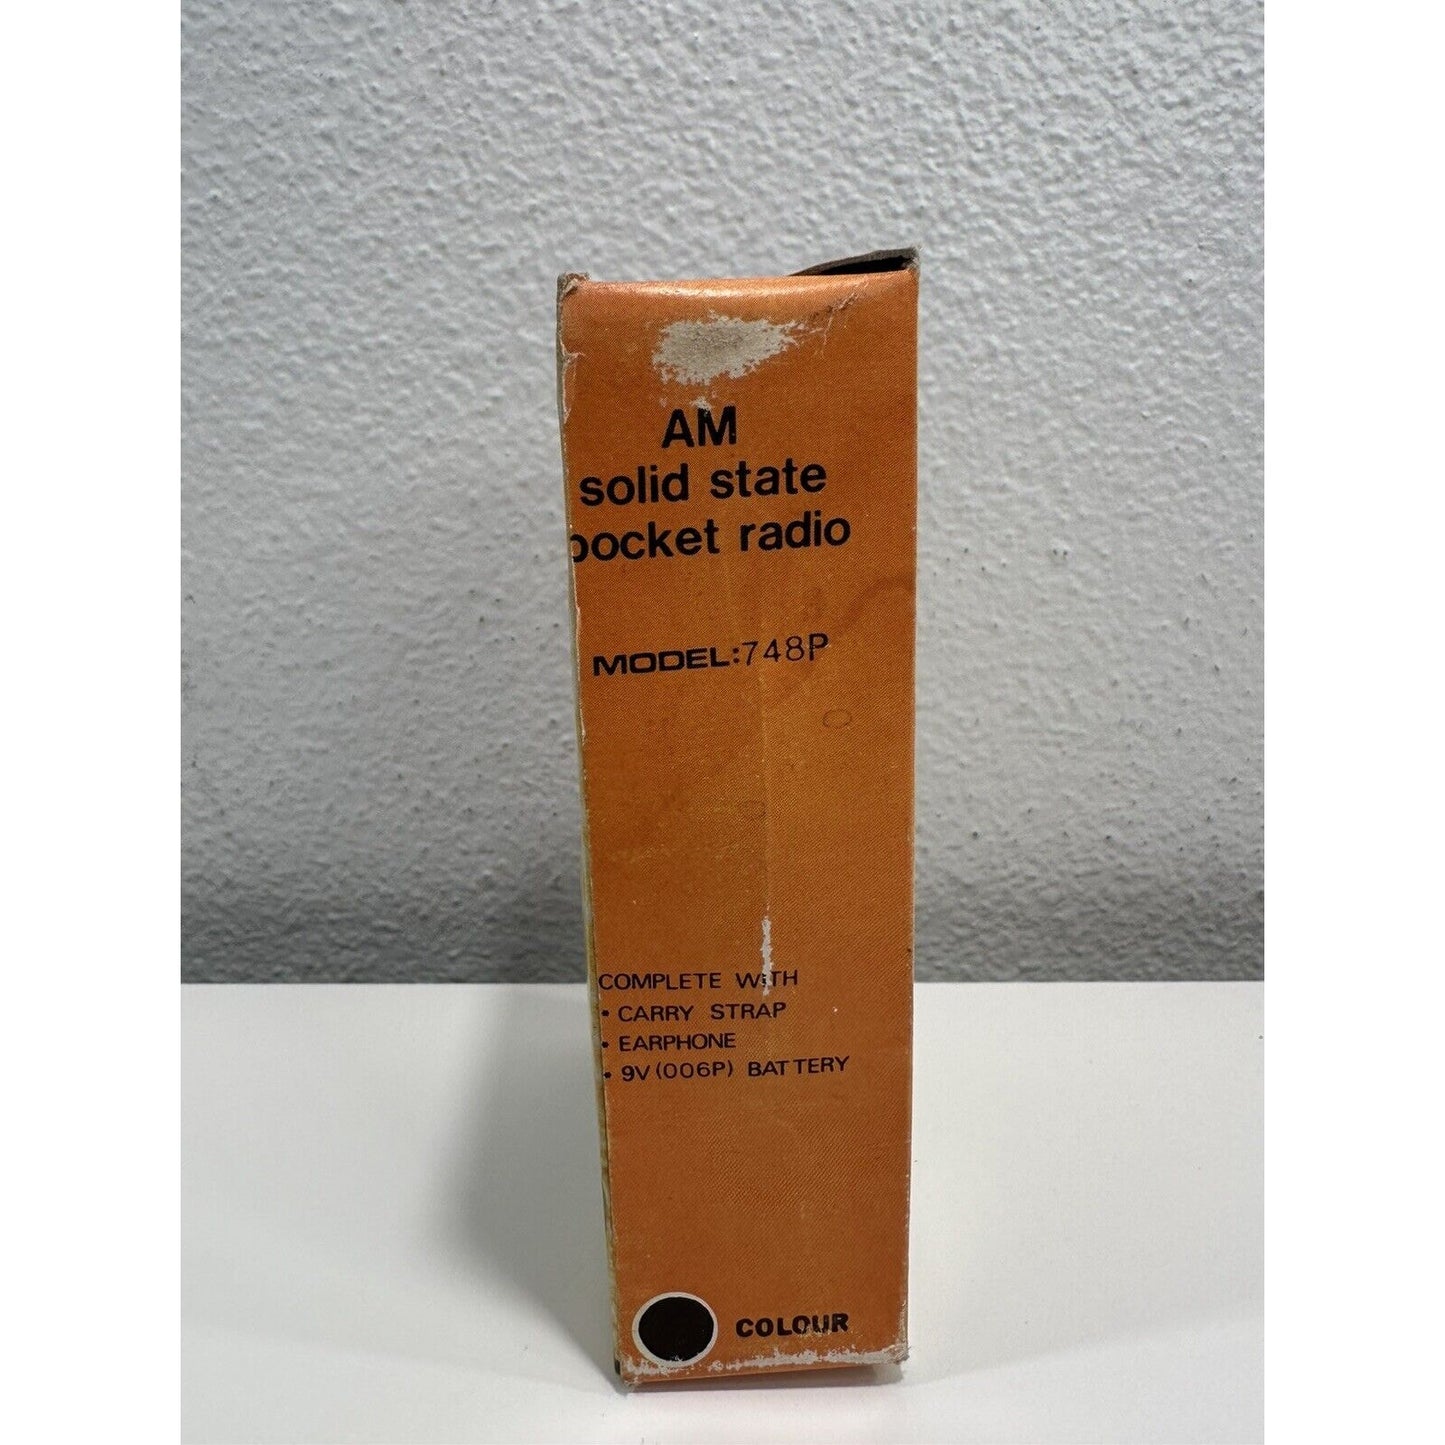 AM
solid state
pocket radio
MODEL:748P
COMPLETE WITH
• CARRY STRAP
• EARPHONE
• 9V (006P) BATTERY
COLOUR